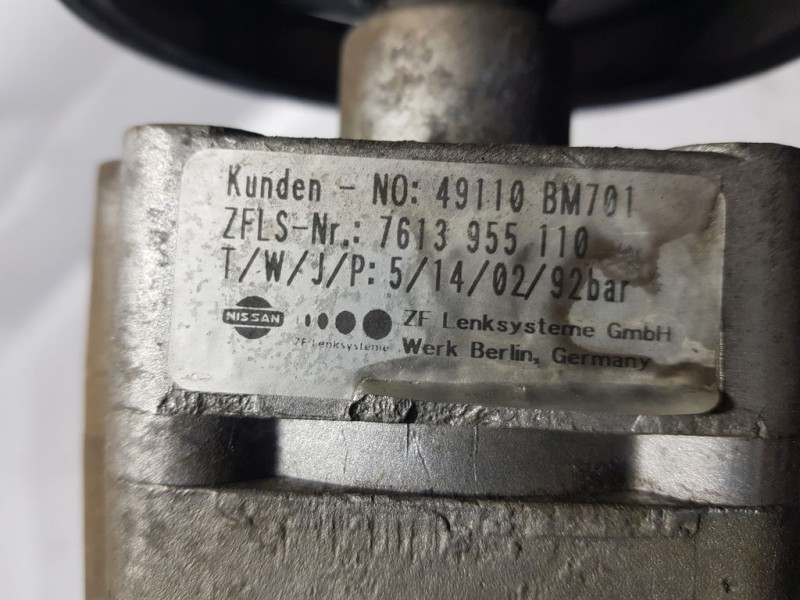 Kunden - NO: 49110 BM701
ZFLS-Nr.: 7613 955 110
T/W/J/P: 5/14/02/92bar
NISSAN ZF Lenksysteme GmbH
ZF Lenksysteme Werk Berlin, Germany